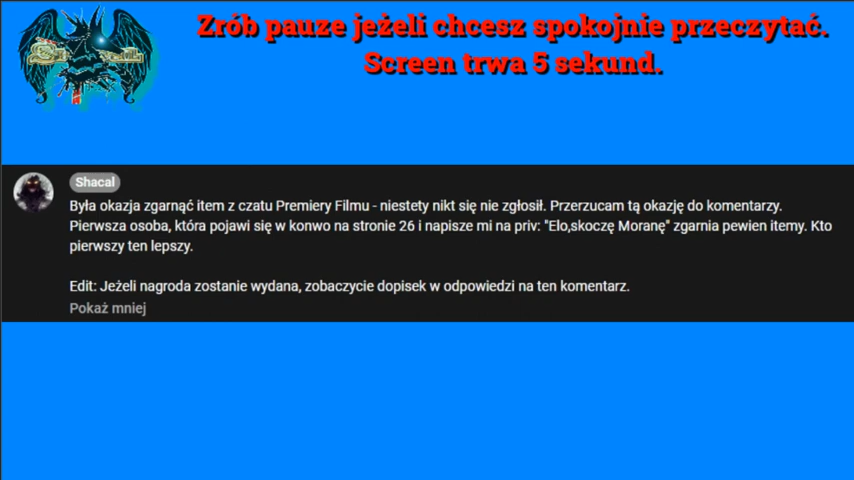 Zrób pauze jeżeli chcesz spokojnie przeczytać.
Screen trwa 5 sekund.
Shacal
Była okazja zgarnąć item z czatu Premiery Filmu - niestety nikt się nie zgłosił. Przerzucam tą okazję do komentarzy.
Pierwsza osoba, która pojawi się w konwo na stronie 26 i napisze mi na priv: "Elo,skoczę Moranę" zgarnia pewien itemy. Kto
pierwszy ten lepszy.
Edit: Jeżeli nagroda zostanie wydana, zobaczycie dopisek w odpowiedzi na ten komentarz.
Pokaż mniej